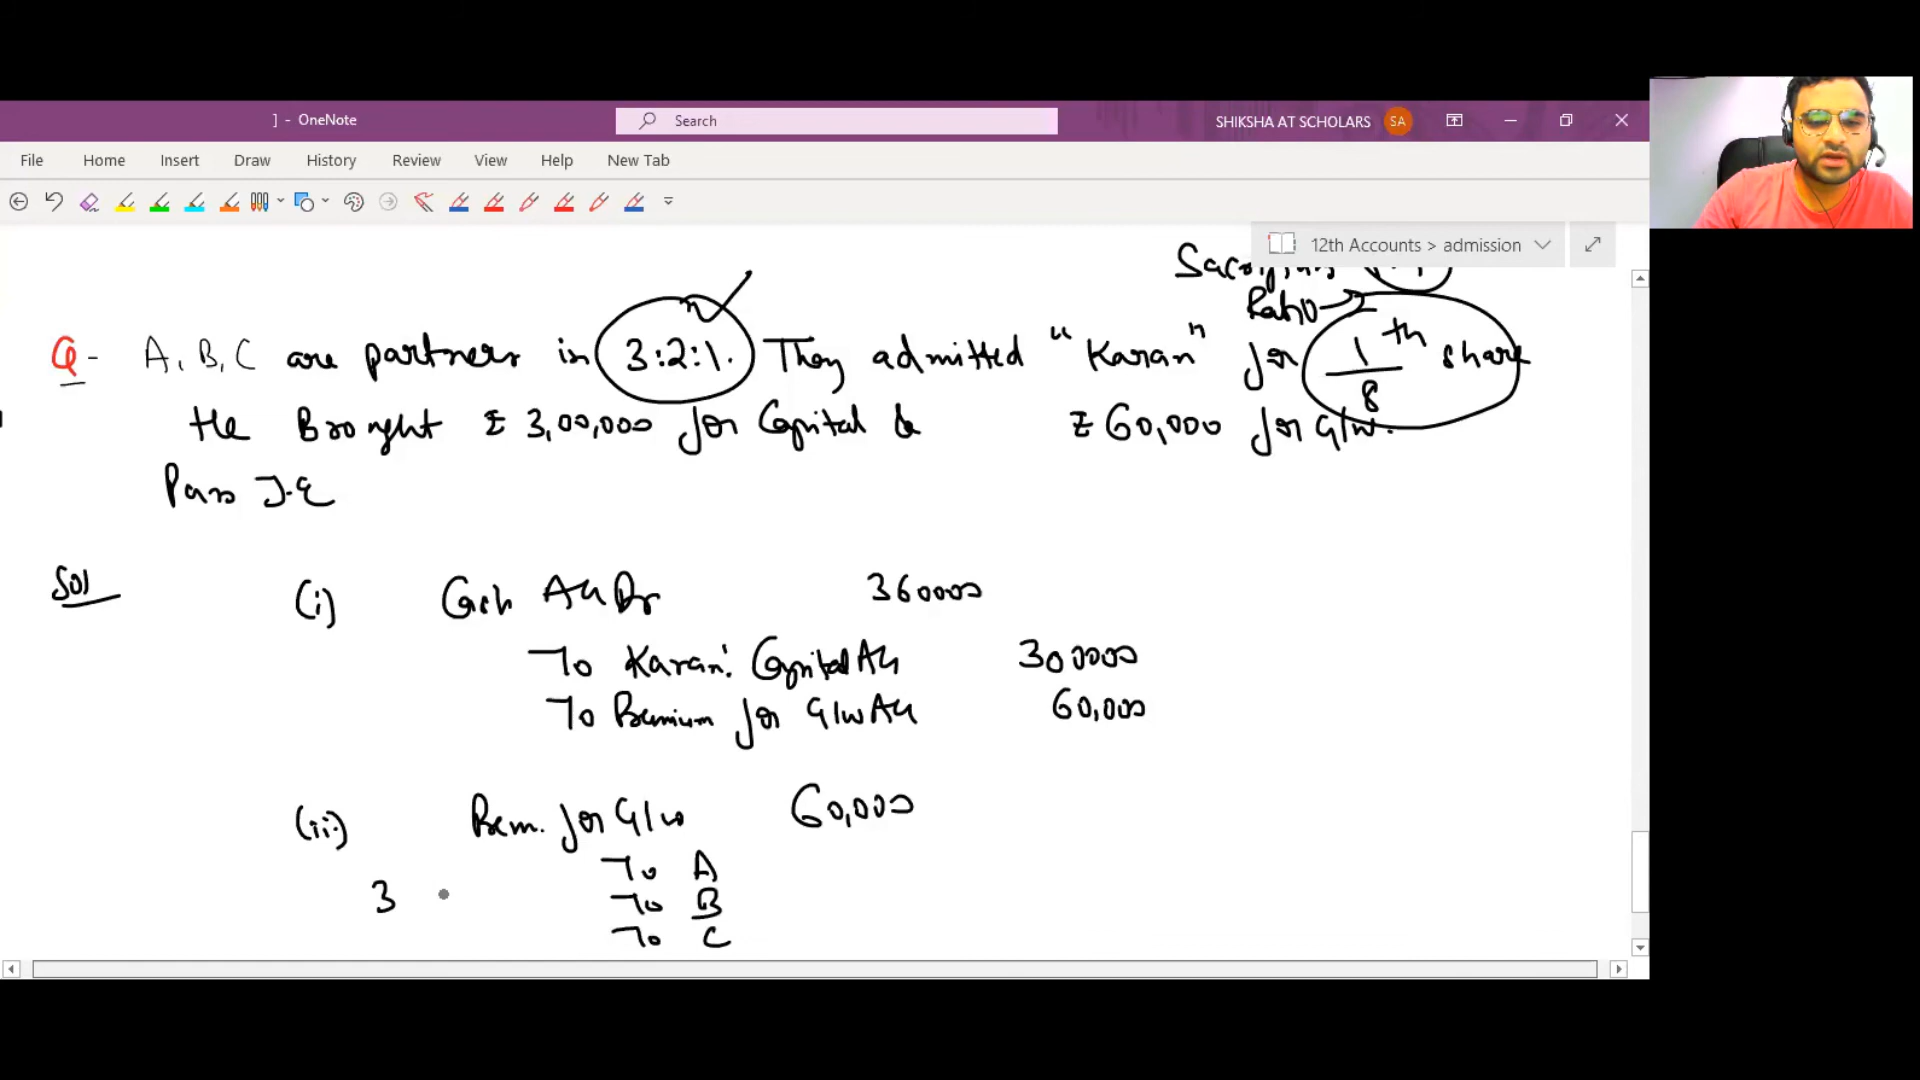 ] - OneNote
Search
SHIKSHA AT SCHOLARS SA
File Home Insert Draw History Review View Help New Tab
12th Accounts > admission
Ratio
Q- A, B, C are partners in 3:2:1. They admitted "Karan" for 1/8 th share
He Brought ₹ 3,00,000 for Capital & ₹ 60,000 for G/w.
Pass J.E
Sol
(i) Cash A/c Dr 360000
To Karan's Capital A/c 300000
To Premium for G/w A/c 60,000
(ii) Prem. for G/w 60,000
To A
3 To B
To C